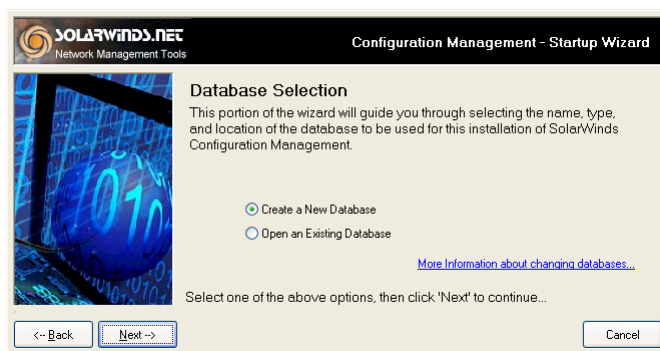 SOLARWINDS.NET
Network Management Tools
Configuration Management - Startup Wizard
Database Selection
This portion of the wizard will guide you through selecting the name, type,
and location of the database to be used for this installation of SolarWinds
Configuration Management.
Create a New Database
Open an Existing Database
More Information about changing databases...
Select one of the above options, then click 'Next' to continue...
<-- Back
Next -->
Cancel